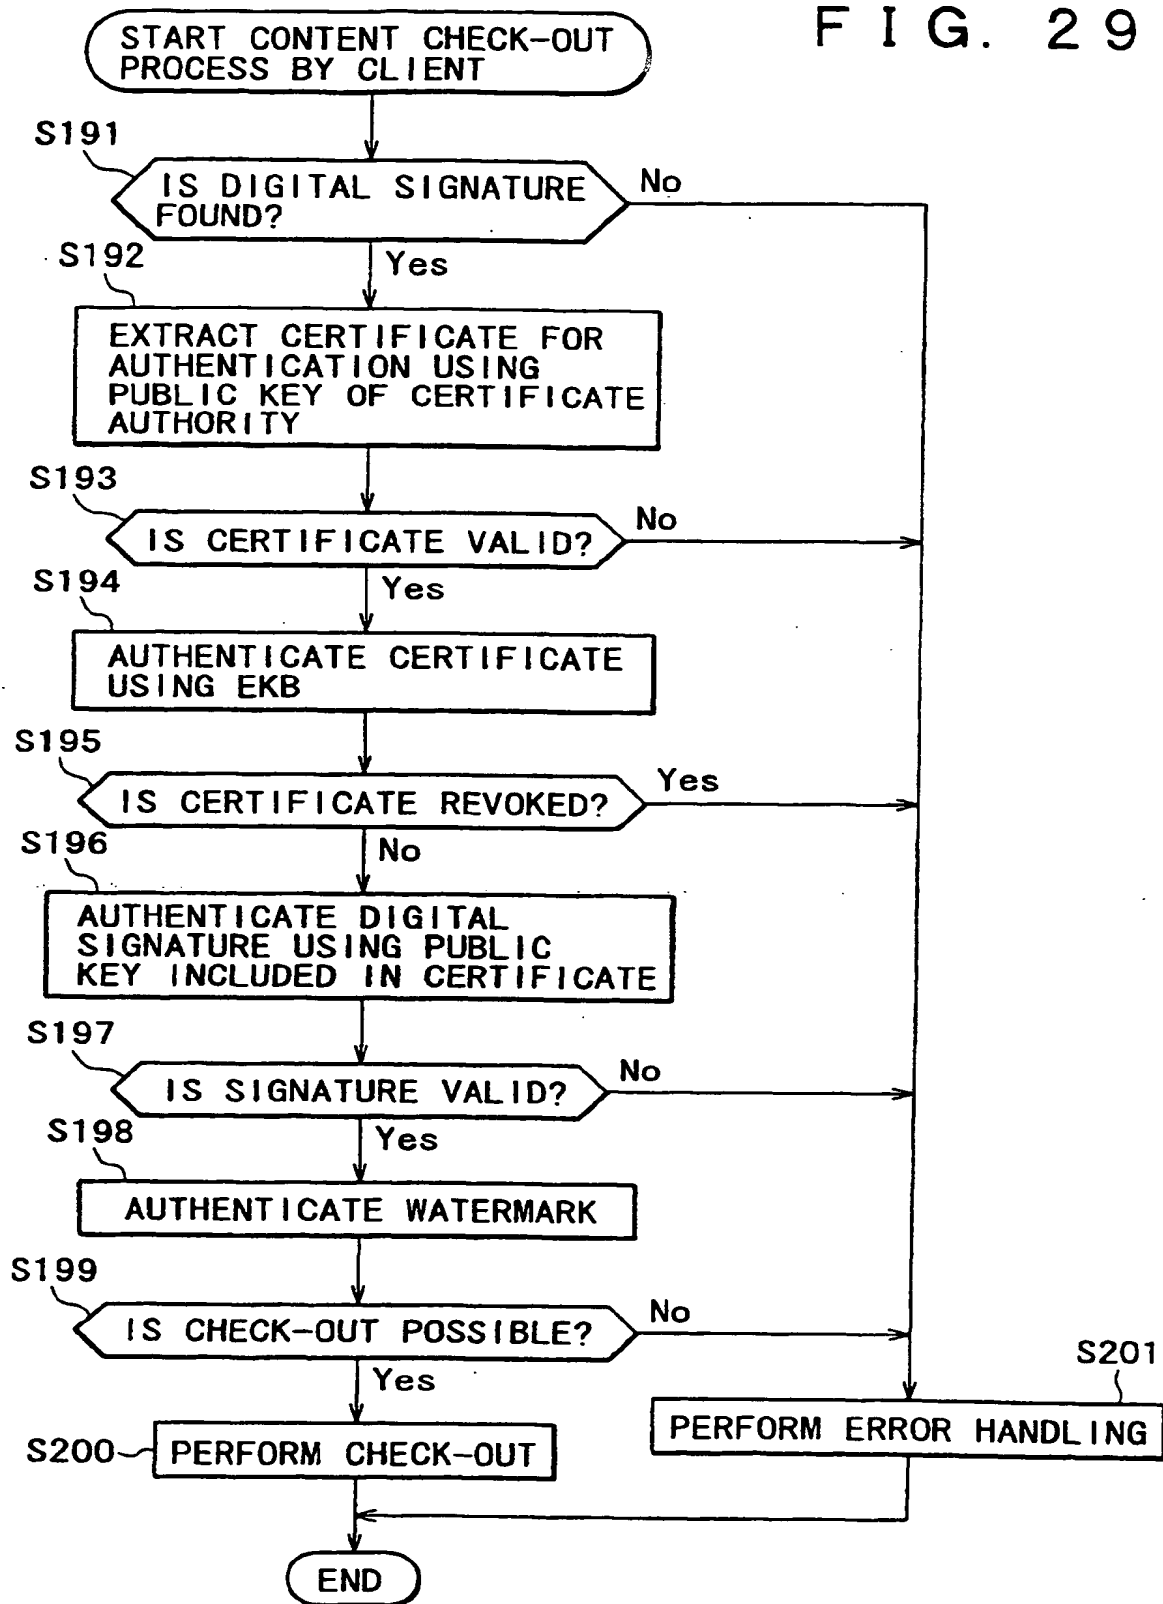 FIG. 29
START CONTENT CHECK-OUT
PROCESS BY CLIENT
S191
IS DIGITAL SIGNATURE
FOUND?
No
Yes
S192
EXTRACT CERTIFICATE FOR
AUTHENTICATION USING
PUBLIC KEY OF CERTIFICATE
AUTHORITY
S193
IS CERTIFICATE VALID?
No
Yes
S194
AUTHENTICATE CERTIFICATE
USING EKB
S195
IS CERTIFICATE REVOKED?
Yes
No
S196
AUTHENTICATE DIGITAL
SIGNATURE USING PUBLIC
KEY INCLUDED IN CERTIFICATE
S197
IS SIGNATURE VALID?
No
Yes
S198
AUTHENTICATE WATERMARK
S199
IS CHECK-OUT POSSIBLE?
No
Yes
S200
PERFORM CHECK-OUT
S201
PERFORM ERROR HANDLING
END